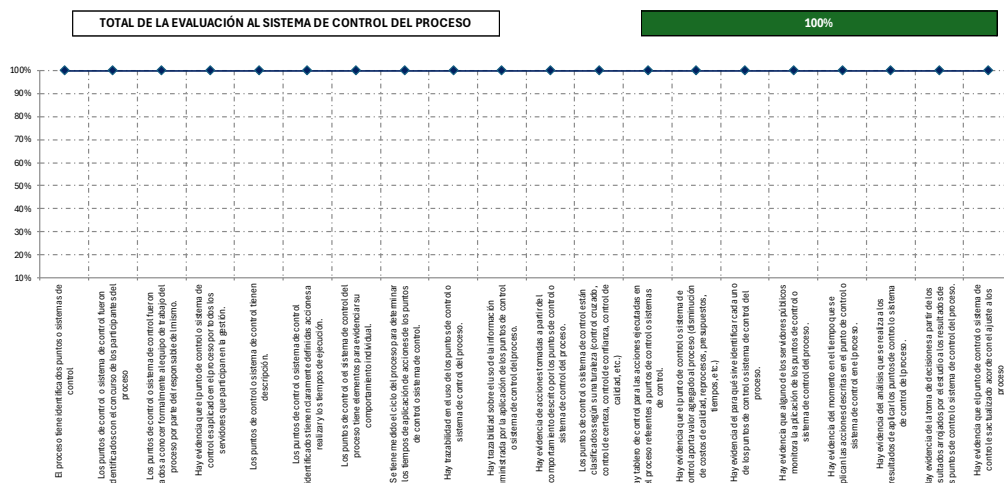 TOTAL DE LA EVALUACIÓN AL SISTEMA DE CONTROL DEL PROCESO
100%
100%
90%
80%
70%
60%
50%
40%
30%
20%
10%
El proceso tiene identificados puntos o sistemas de
control
Los puntos de control o sistema de control fueron
identificados con el concurso de los participantes del
proceso
Los puntos de control o sistema de control fueron
ados a conocer formalmente al equipo de trabajo del
proceso por parte del responsable del mismo.
Hay evidencia que el punto de control o sistema de
control es aplicado en el proceso por todos los
servidores que participan en la gestión.
Los puntos de control o sistema de control tienen
descripción.
Los puntos de control o sistema de control
identificado tienen claramente definidas acciones a
realizar y los tiempos de ejecución.
Los puntos de control o el sistema de control del
proceso tiene elementos para evidenciar su
comportamiento individual.
Se tiene medido el ciclo del proceso para determinar
los tiempos de aplicación de acciones de los puntos
de control o sistema de control.
Hay trazabilidad en el uso de los puntos de control o
sistema de control del proceso.
Hay trazabilidad sobre el uso de la información
ministrada por la aplicación de los puntos de control
o sistema de control del proceso.
Hay evidencia de acciones tomadas a partir del
comportamiento descrito por los puntos de control o
sistema de control del proceso.
Los puntos de control o sistema de control están
clasificados según su naturaleza (control cruzado,
control de certeza, control de confianza, control de
calidad, etc.)
ay tablero de control para las acciones ejecutadas en
el proceso referentes a puntos de control o sistemas
de control.
Hay evidencia que el punto de control o sistema de
control aporta valor agregado al proceso (disminución
de costos de calidad, reprocesos, presupuestos,
tiempos, etc.)
Hay evidencia del para qué sirve identificar cada uno
de los puntos de control o sistema de control del
proceso.
Hay evidencia que alguno de los servidores públicos
monitorea la aplicación de los puntos de control o
sistema de control del proceso.
Hay evidencia del momento en el tiempo que se
plican las acciones descritas en el punto de control o
sistema de control en el proceso.
Hay evidencia del análisis que se realiza a los
resultados de aplicar los puntos de control o sistema
de control del proceso.
ay evidencia de la toma de decisiones a partir de los
sultados arrojados por el estudio a los resultados de
s puntos de control o sistema de control del proceso.
Hay evidencia que el punto de control o sistema de
control es actualizado acorde con el ajuste a los
proceso